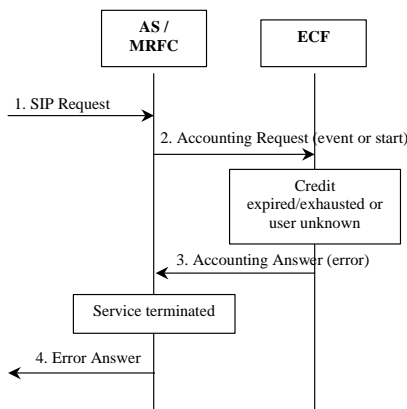 AS /
MRFC
ECF
1. SIP Request
2. Accounting Request (event or start)
Credit
expired/exhausted or
user unknown
3. Accounting Answer (error)
Service terminated
4. Error Answer